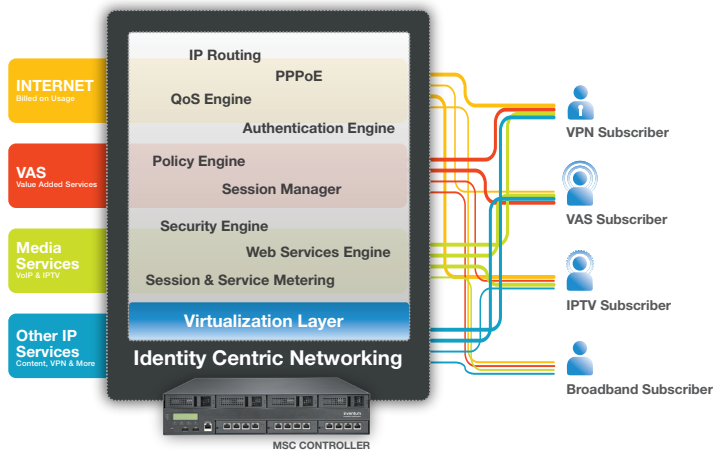 IP Routing
PPPoE
QoS Engine
Authentication Engine
Policy Engine
Session Manager
Security Engine
Web Services Engine
Session & Service Metering
Virtualization Layer
Identity Centric Networking
INTERNET
Billed on Usage
VAS
Value Added Services
Media
Services
VoIP & IPTV
Other IP
Services
Content, VPN & More
VPN Subscriber
VAS Subscriber
IPTV Subscriber
Broadband Subscriber
MSC CONTROLLER